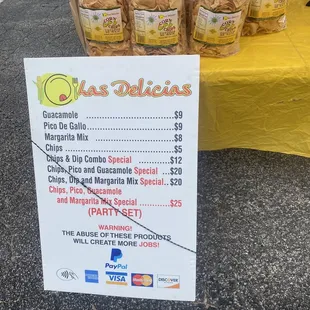 Las Delicias
Guacamole $9
Pico De Gallo $9
Margarita Mix $8
Chips $5
Chips & Dip Combo Special $12
Chips, Pico and Guacamole Special $20
Chips, Dip and Margarita Mix Special $20
Chips, Pico, Guacamole
and Margarita Mix Special $25
(PARTY SET)
WARNING!
THE ABUSE OF THESE PRODUCTS
WILL CREATE MORE JOBS!
PayPal
VISA
MasterCard
DISCOVER